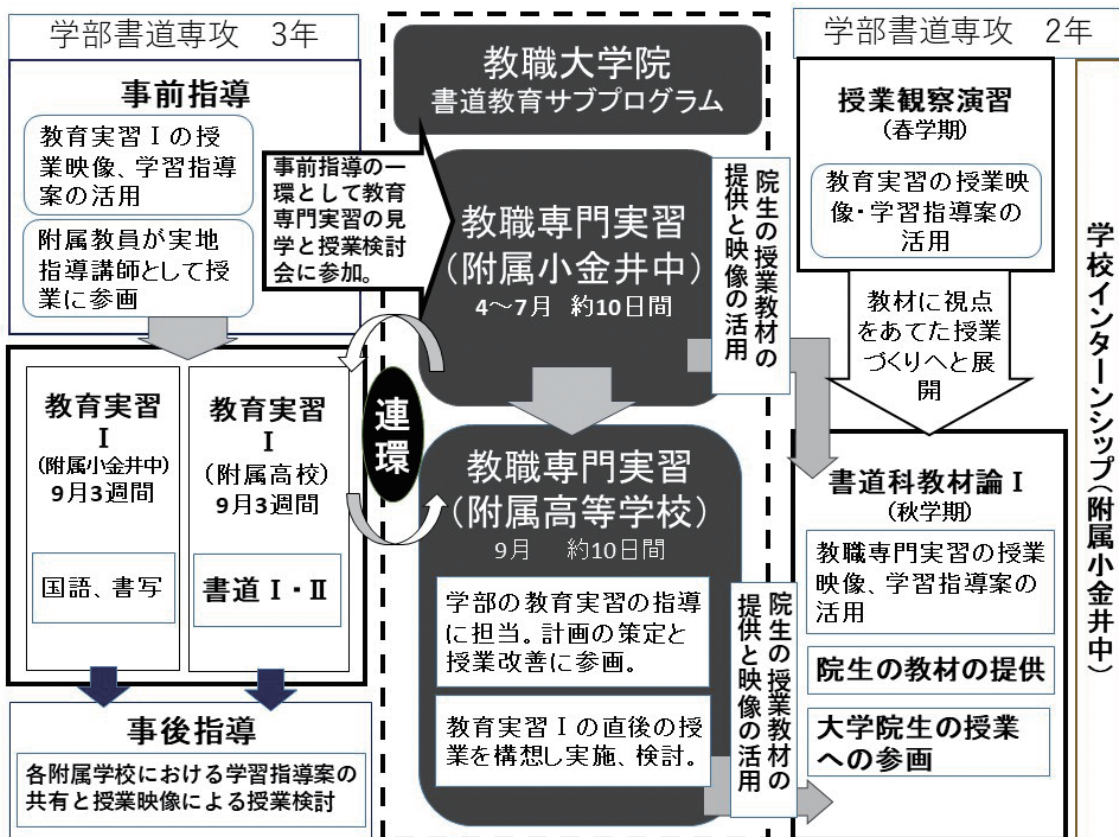 学部書道専攻　3年
事前指導
教育実習Ⅰの授
業映像、学習指導
案の活用
附属教員が実地
指導講師として授
業に参画
事前指導の一
環として教育
専門実習の見
学と授業検討
会に参加。
教育実習
Ⅰ
(附属小金井中)
9月3週間
国語、書写
教育実習
Ⅰ
(附属高校)
9月3週間
書道Ⅰ・Ⅱ
事後指導
各附属学校における学習指導案の
共有と授業映像による授業検討
連
環
教職大学院
書道教育サブプログラム
教職専門実習
(附属小金井中)
4～7月 約10日間
教職専門実習
(附属高等学校)
9月　約10日間
学部の教育実習の指導
に担当。計画の策定と
授業改善に参画。
教育実習Ⅰの直後の授
業を構想し実施、検討。
院生の授業教材の
提供と映像の活用
院生の授業教材の
提供と映像の活用
学部書道専攻　2年
授業観察演習
(春学期)
教育実習の授業映
像・学習指導案の
活用
教材に視点
をあてた授業
づくりへと展
開
書道科教材論Ⅰ
(秋学期)
教職専門実習の授業
映像、学習指導案の
活用
院生の教材の提供
大学院生の授業
への参画
学校インターンシップ(附属小金井中)